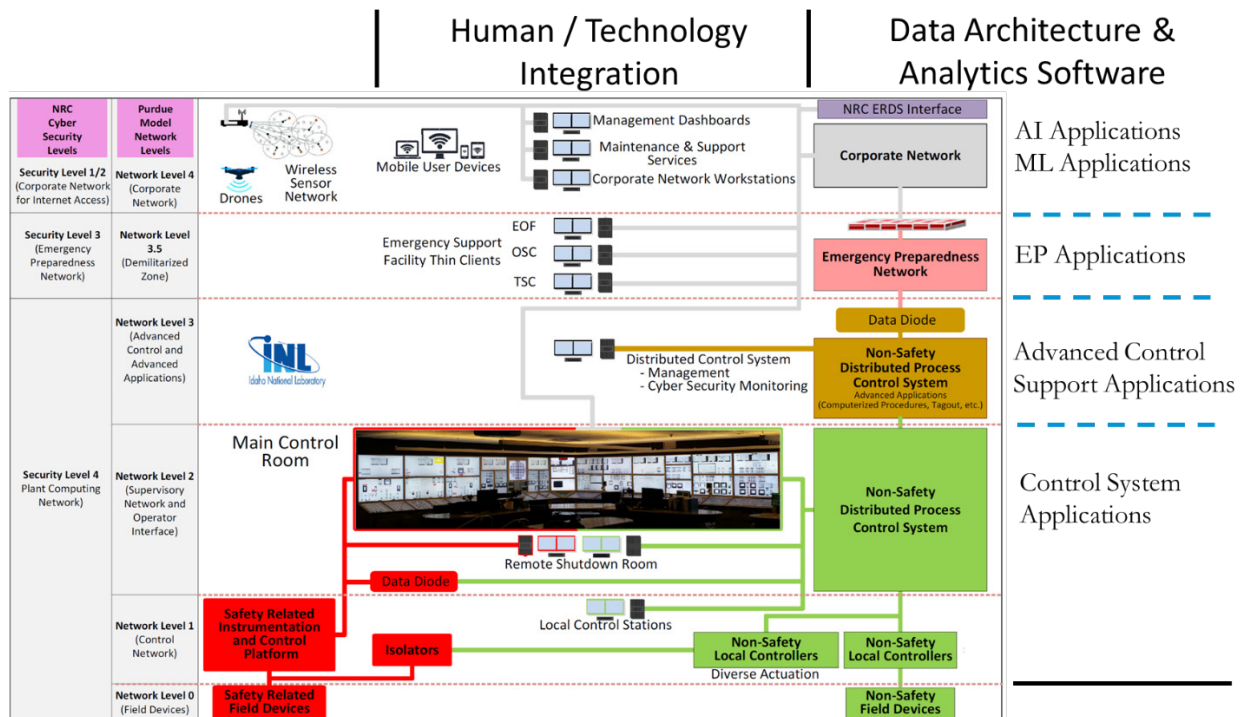 Human / Technology
Integration
Data Architecture &
Analytics Software
NRC
Cyber
Security
Levels
Purdue
Model
Network
Levels
Security Level 1/2
(Corporate Network
for Internet Access)
Network Level 4
(Corporate
Network)
Drones
Wireless
Sensor
Network
Mobile User Devices
Management Dashboards
Maintenance & Support
Services
Corporate Network Workstations
NRC ERDS Interface
Corporate Network
AI Applications
ML Applications
Security Level 3
(Emergency
Preparedness
Network)
Network Level
3.5
(Demilitarized
Zone)
Emergency Support
Facility Thin Clients
EOF
OSC
TSC
Emergency Preparedness
Network
EP Applications
Network Level 3
(Advanced
Control and
Advanced
Applications)
INL
Idaho National Laboratory
Distributed Control System
- Management
- Cyber Security Monitoring
Data Diode
Non-Safety
Distributed Process
Control System
Advanced Applications
(Computerized Procedures, Tagout, etc.)
Advanced Control
Support Applications
Security Level 4
(Plant Computing
Network)
Network Level 2
(Supervisory
Network and
Operator
Interface)
Main Control
Room
Remote Shutdown Room
Data Diode
Non-Safety
Distributed Process
Control System
Control System
Applications
Network Level 1
(Control
Network)
Safety Related
Instrumentation
and Control
Platform
Isolators
Local Control Stations
Non-Safety
Local Controllers
Diverse Actuation
Non-Safety
Local Controllers
Network Level 0
(Field Devices)
Safety Related
Field Devices
Non-Safety
Field Devices